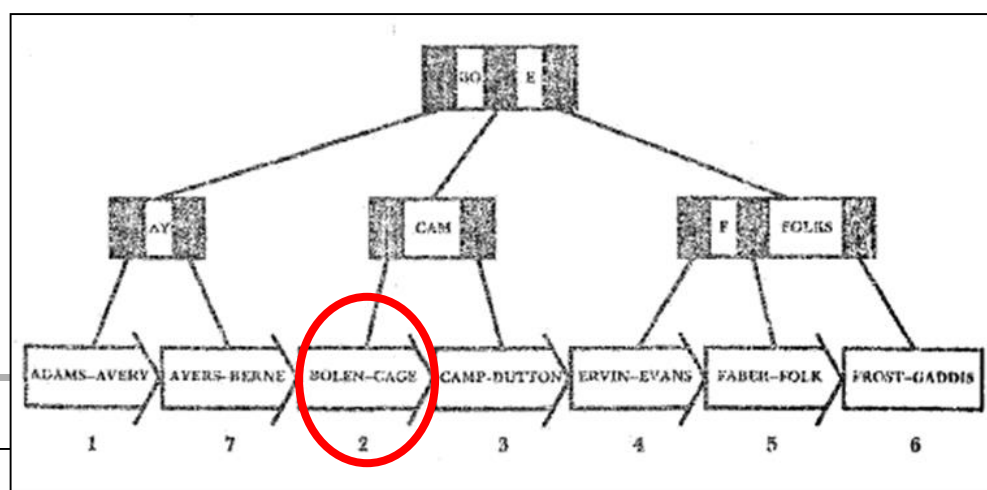 BO E
AY CAM F FOLKS
ADAMS–AVERY AYERS–BERNE BOLEN–CAGE CAMP–DUTTON ERVIN–EVANS FABER–FOLK FROST–GADDIS
1 7 2 3 4 5 6